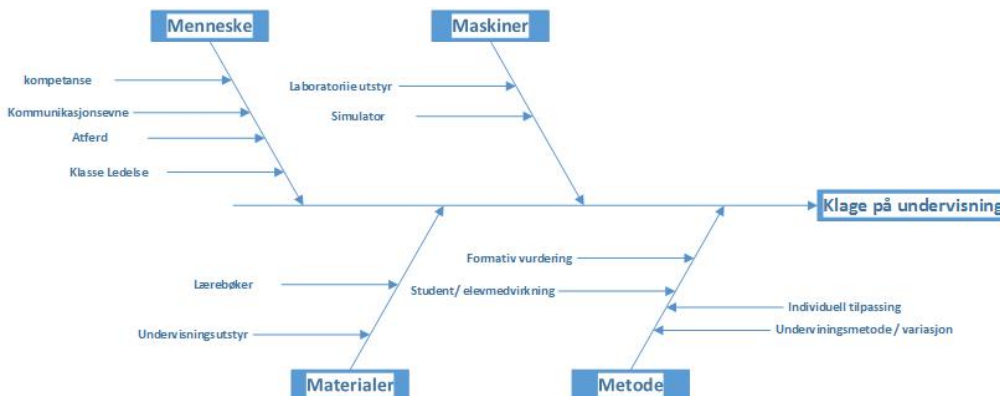 Menneske
Maskiner
kompetanse
Laboratoriie utstyr
Kommunikasjonsevne
Simulator
Atferd
Klasse Ledelse
Klage på undervisning
Formativ vurdering
Lærebøker
Student/ elevmedvirkning
Individuell tilpassing
Undervisningsutstyr
Underviningsmetode / variasjon
Materialer
Metode